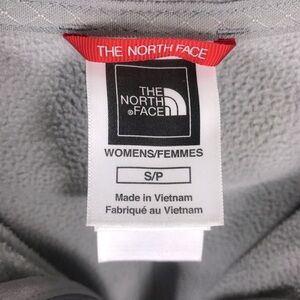 THE NORTH FACE
THE
NORTH
®FACE
WOMENS/FEMMES
S/P
Made in Vietnam
Fabriqué au Vietnam